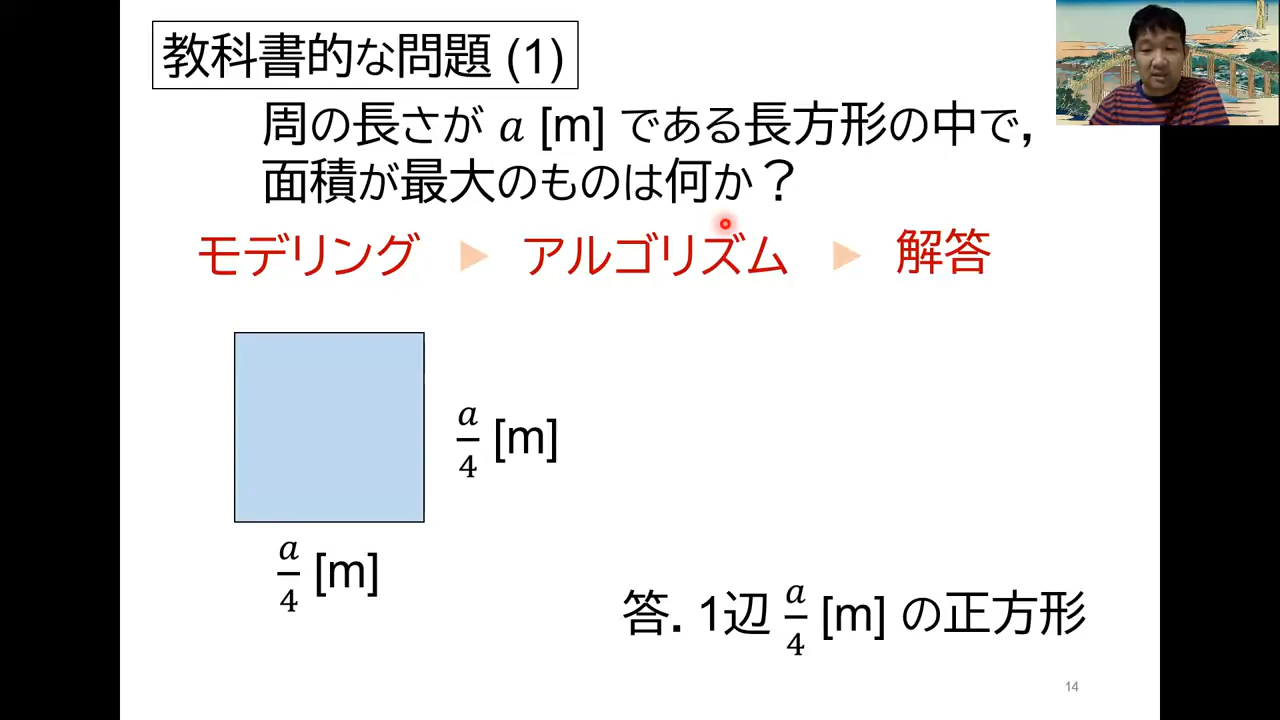 教科書的な問題 (1)
周の長さが a [m] である長方形の中で,
面積が最大のものは何か？
モデリング ▶ アルゴリズム ▶ 解答
a/4 [m]
a/4 [m]
答. 1辺 a/4 [m] の正方形
14